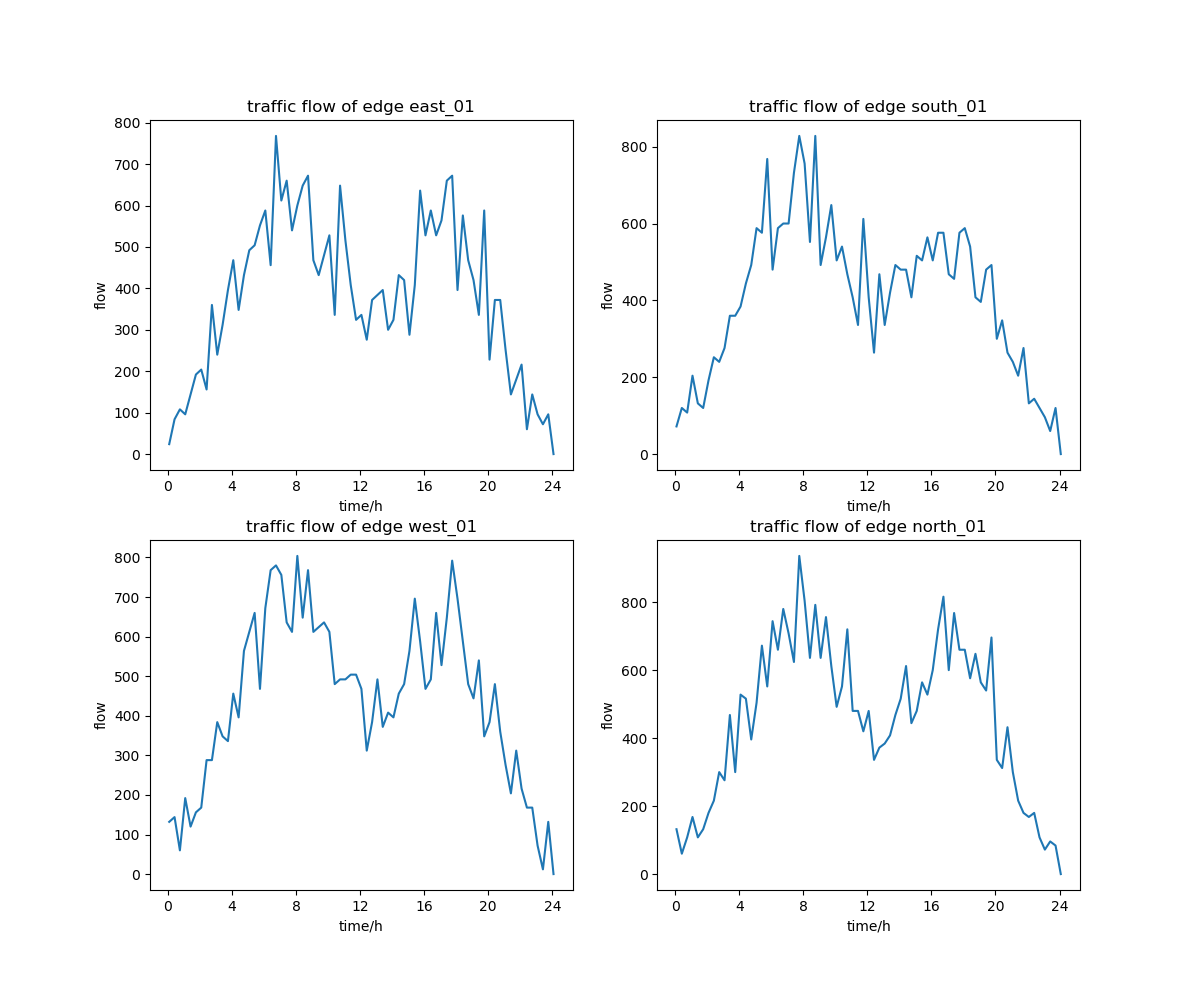 traffic flow of edge east_01
800
700
600
500
400
300
200
100
0
flow
0 4 8 12 16 20 24
time/h
traffic flow of edge south_01
800
600
400
200
0
flow
0 4 8 12 16 20 24
time/h
traffic flow of edge west_01
800
700
600
500
400
300
200
100
0
flow
0 4 8 12 16 20 24
time/h
traffic flow of edge north_01
800
600
400
200
0
flow
0 4 8 12 16 20 24
time/h